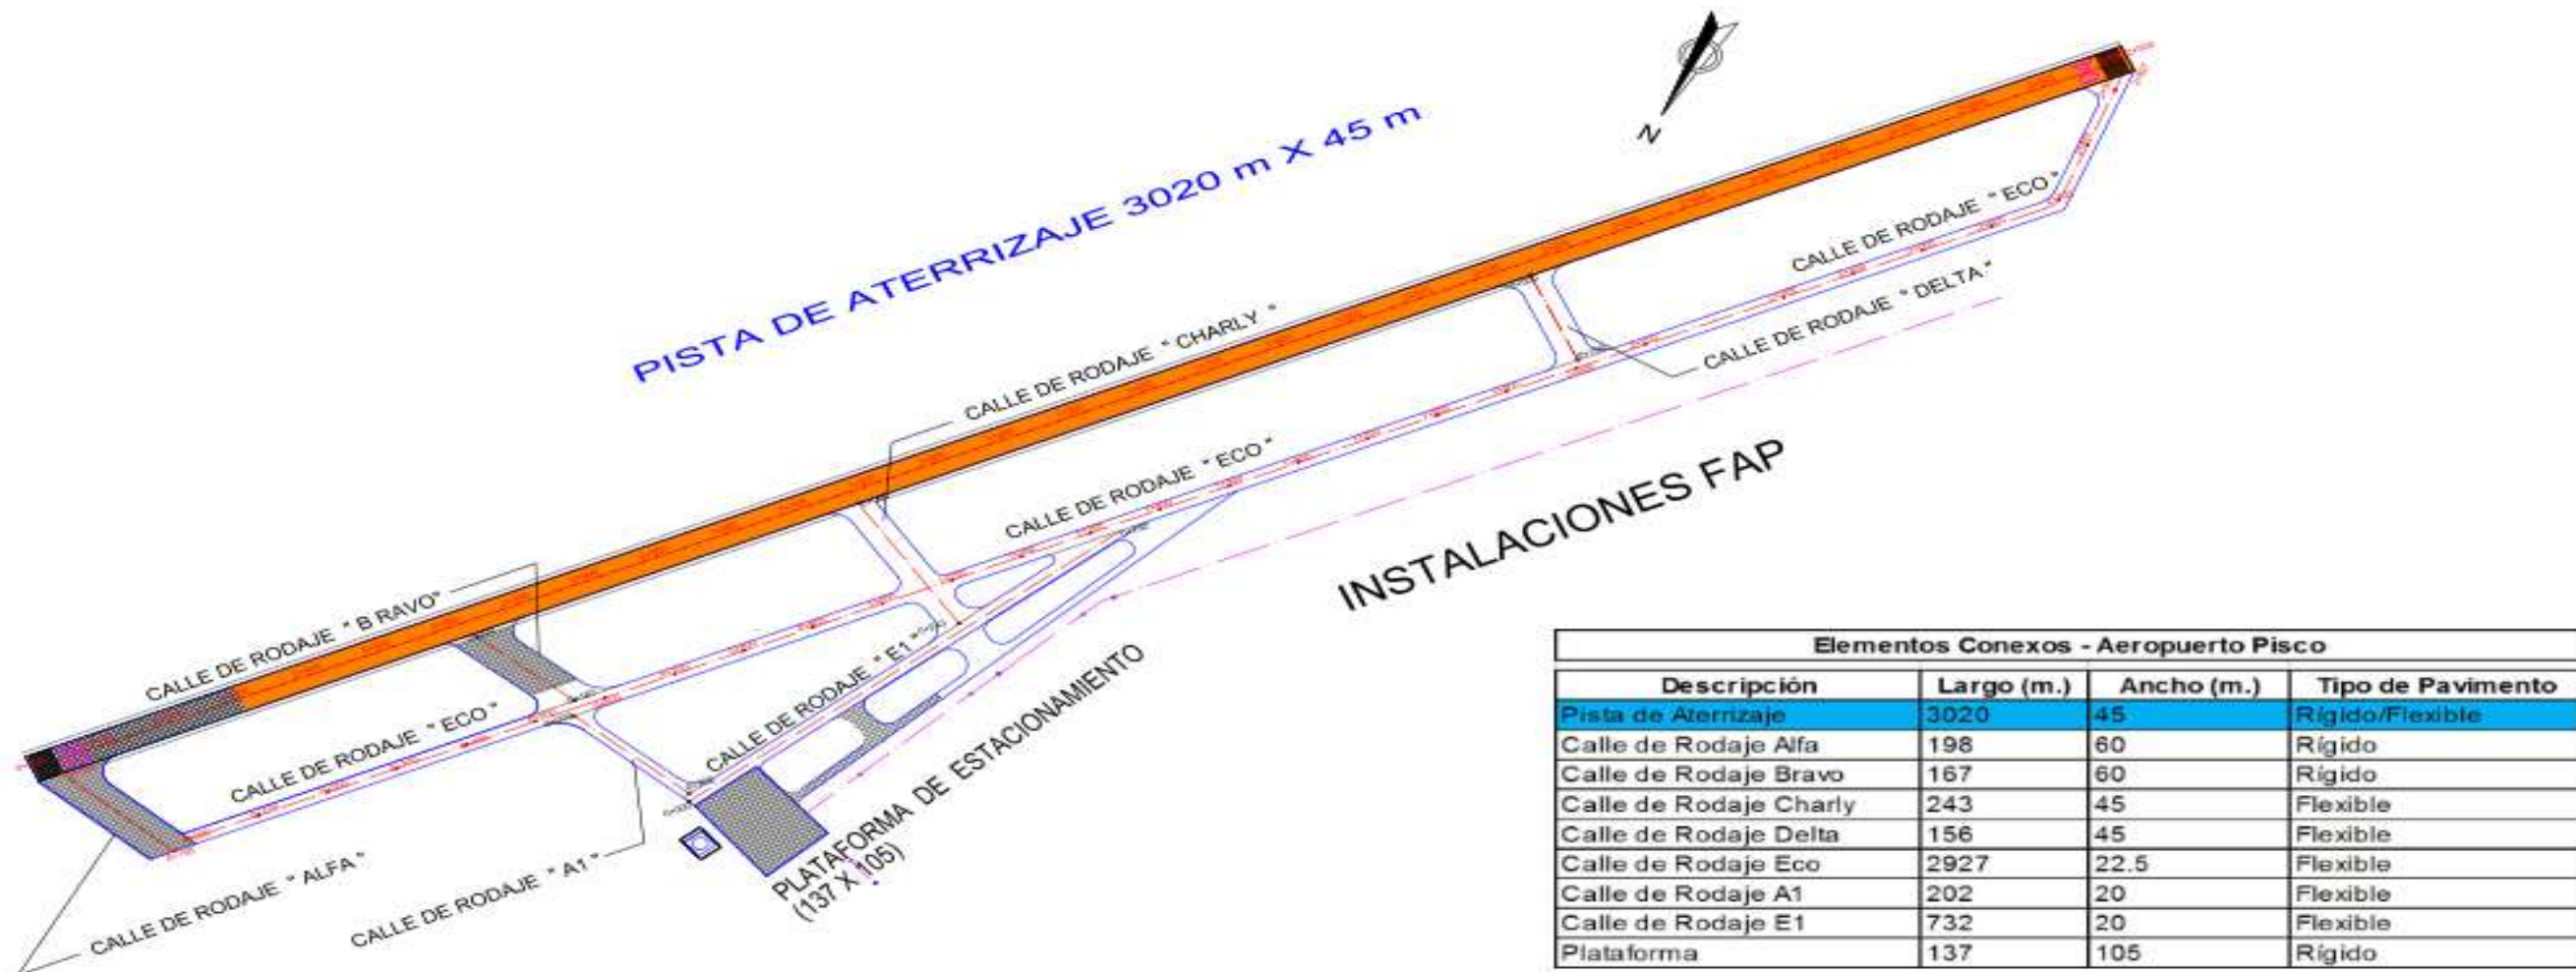 N
PISTA DE ATERRIZAJE 3020 m X 45 m
CALLE DE RODAJE " ECO "
CALLE DE RODAJE " DELTA "
CALLE DE RODAJE " CHARLY "
CALLE DE RODAJE " ECO "
INSTALACIONES FAP
CALLE DE RODAJE " B RAVO"
CALLE DE RODAJE " E1 "
CALLE DE RODAJE " ECO "
PLATAFORMA DE ESTACIONAMIENTO
(137 X 105)
CALLE DE RODAJE " ALFA "
CALLE DE RODAJE " A1 "
Elementos Conexos - Aeropuerto Pisco
Descripción Largo (m.) Ancho (m.) Tipo de Pavimento
Pista de Aterrizaje 3020 45 Rígido/Flexible
Calle de Rodaje Alfa 198 60 Rígido
Calle de Rodaje Bravo 167 60 Rígido
Calle de Rodaje Charly 243 45 Flexible
Calle de Rodaje Delta 156 45 Flexible
Calle de Rodaje Eco 2927 22.5 Flexible
Calle de Rodaje A1 202 20 Flexible
Calle de Rodaje E1 732 20 Flexible
Plataforma 137 105 Rígido